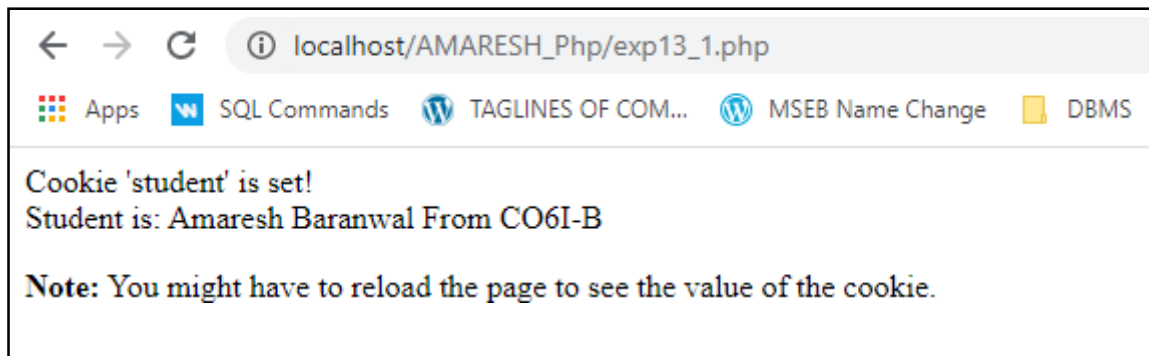 localhost/AMARESH_Php/exp13_1.php
Apps W SQL Commands TAGLINES OF COM... MSEB Name Change DBMS
Cookie 'student' is set!
Student is: Amaresh Baranwal From CO6I-B
Note: You might have to reload the page to see the value of the cookie.